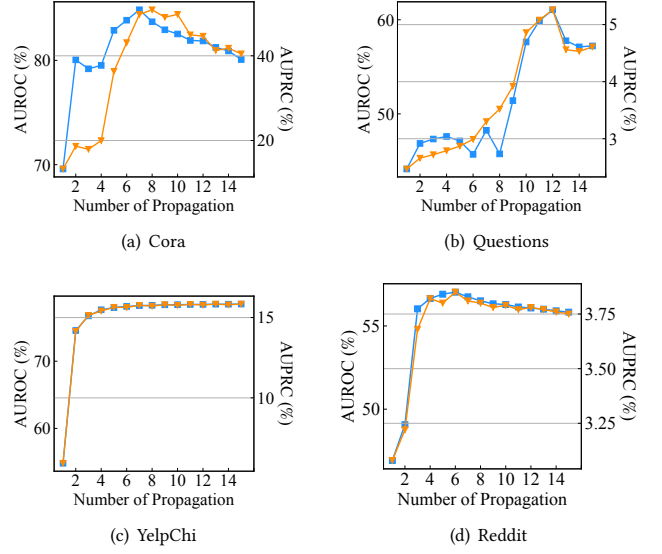 80
70
AUROC (%)
40
20
AUPRC (%)
2 4 6 8 10 12 14
Number of Propagation
(a) Cora
60
50
AUROC (%)
5
4
3
AUPRC (%)
2 4 6 8 10 12 14
Number of Propagation
(b) Questions
70
60
AUROC (%)
15
10
AUPRC (%)
2 4 6 8 10 12 14
Number of Propagation
(c) YelpChi
55
50
AUROC (%)
3.75
3.50
3.25
AUPRC (%)
2 4 6 8 10 12 14
Number of Propagation
(d) Reddit